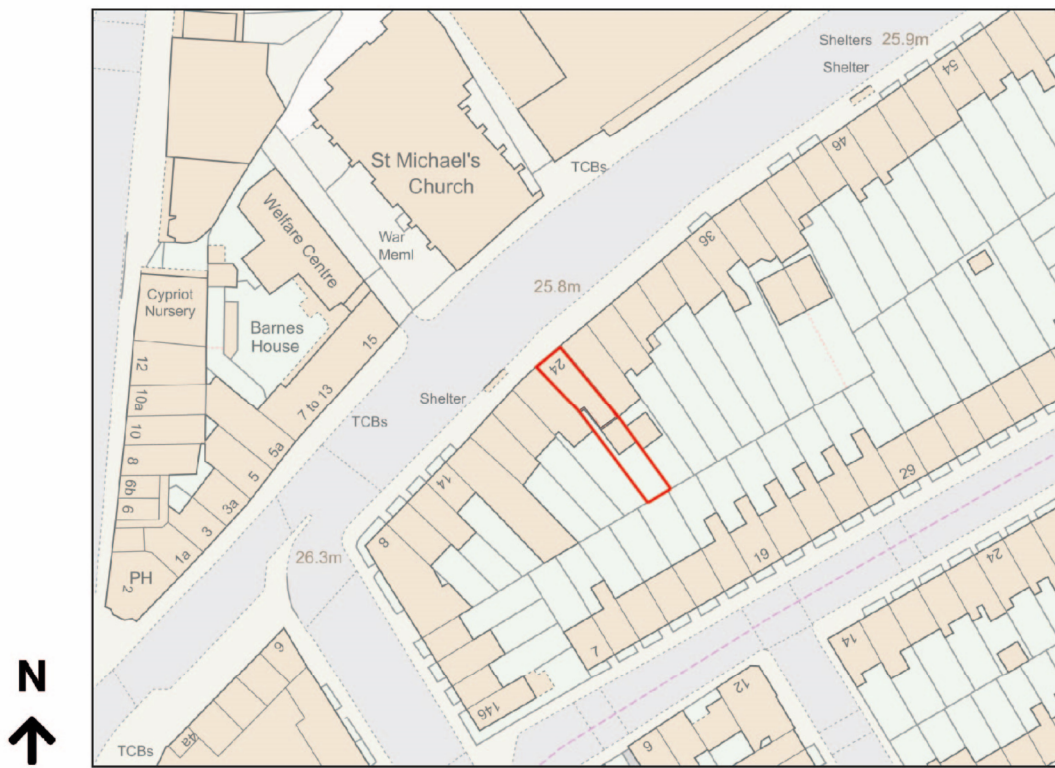 Shelters 25.9m
Shelter
54
46
St Michael's
Church
TCBs
War
Meml
Welfare Centre
36
25.8m
Cypriot
Nursery
Barnes
House
15
12
10a
10
8
6b
6
7 to 13
5a
5
3a
3
1a
PH
2
Shelter
TCBs
24
14
8
26.3m
29
19
7
24
14
146
12
6
6
4a
TCBs
N